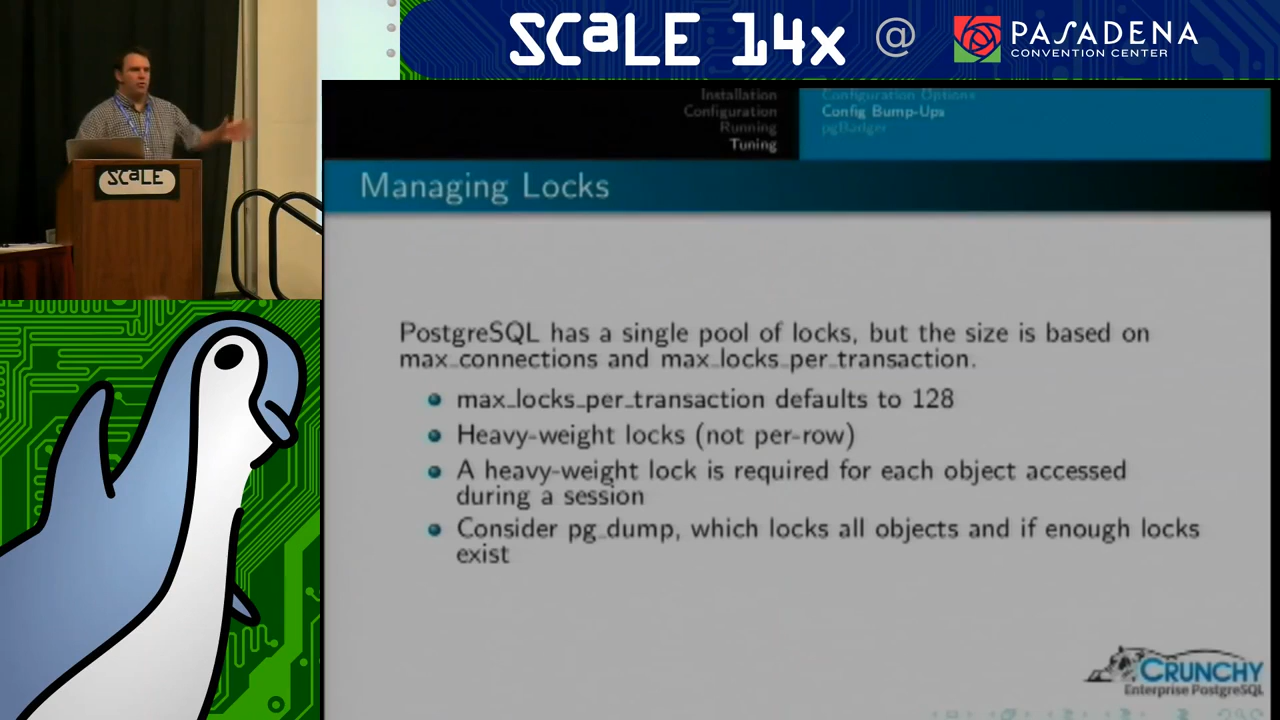 SCaLE 14x @ PASADENA
CONVENTION CENTER
SCaLE
Installation
Configuration
Running
Tuning
Configuration Options
Config Bump-Ups
pgBadger
Managing Locks
PostgreSQL has a single pool of locks, but the size is based on
max_connections and max_locks_per_transaction.
max_locks_per_transaction defaults to 128
Heavy-weight locks (not per-row)
A heavy-weight lock is required for each object accessed
during a session
Consider pg_dump, which locks all objects and if enough locks
exist
CRUNCHY
Enterprise PostgreSQL